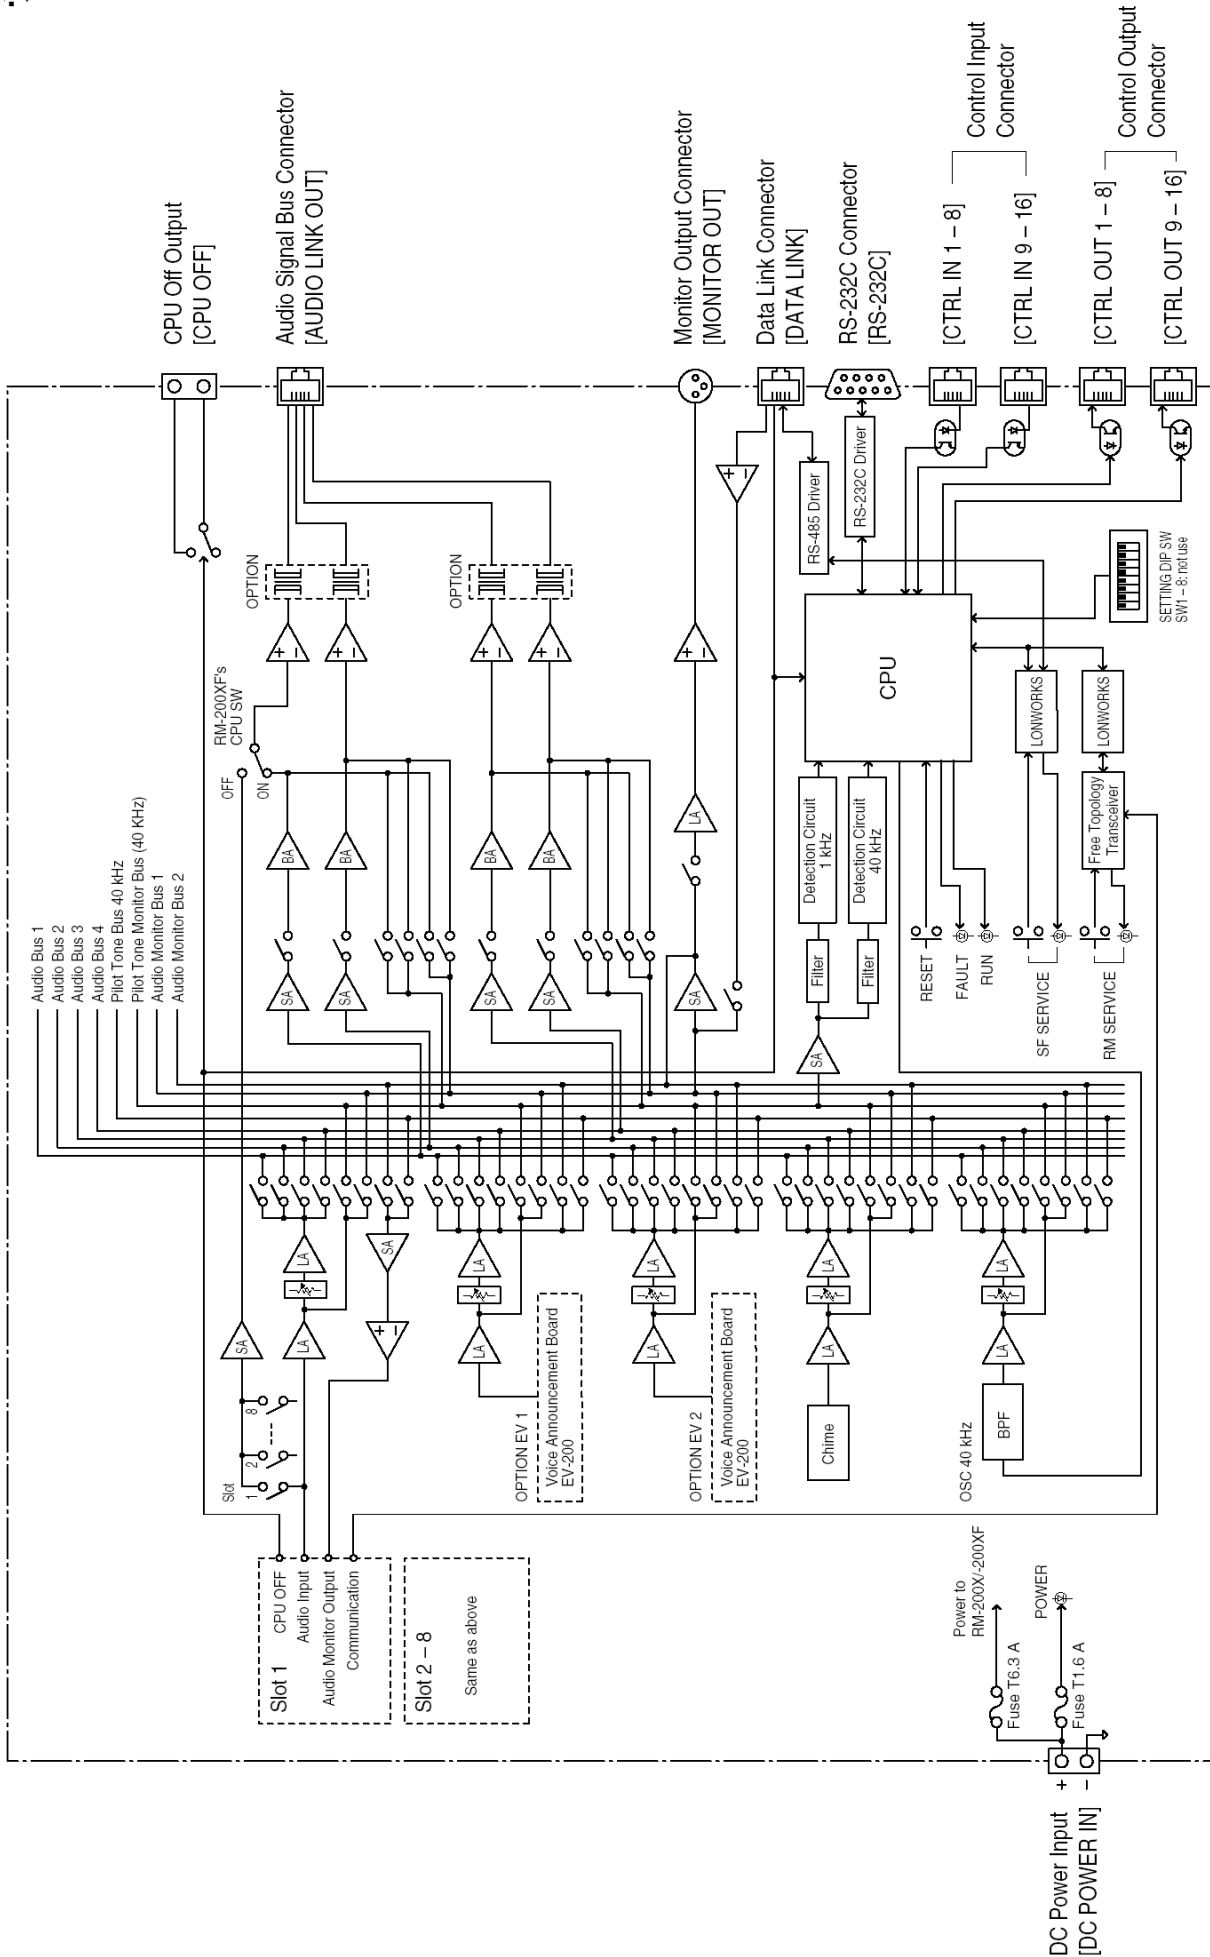 Audio Bus 1
Audio Bus 2
Audio Bus 3
Audio Bus 4
Pilot Tone Bus 40 kHz
Pilot Tone Monitor Bus (40 KHz)
Audio Monitor Bus 1
Audio Monitor Bus 2
RM-200XF's
CPU SW
OFF
ON
OPTION
OPTION
CPU Off Output
[CPU OFF]
Audio Signal Bus Connector
[AUDIO LINK OUT]
Monitor Output Connector
[MONITOR OUT]
Data Link Connector
[DATA LINK]
RS-232C Connector
[RS-232C]
[CTRL IN 1 – 8]
[CTRL IN 9 – 16]
Control Input
Connector
[CTRL OUT 1 – 8]
[CTRL OUT 9 – 16]
Control Output
Connector
SA
SA
SA
SA
BA
BA
BA
BA
+
−
+
−
+
−
+
−
SA
LA
+
−
+
−
RS-485 Driver
RS-232C Driver
CPU
SETTING DIP SW
SW1 – 8: not use
SA
Filter
Filter
Detection Circuit
1 kHz
Detection Circuit
40 kHz
RESET
FAULT
RUN
SF SERVICE
RM SERVICE
LONWORKS
LONWORKS
Free Topology
Transceiver
Slot
1
2
8
SA
LA
LA
SA
+
−
Slot 1
CPU OFF
Audio Input
Audio Monitor Output
Communication
Slot 2 – 8
Same as above
OPTION EV 1
Voice Announcement Board
EV-200
LA
LA
OPTION EV 2
Voice Announcement Board
EV-200
LA
LA
Chime
LA
LA
OSC 40 kHz
BPF
LA
LA
Power to
RM-200X/-200XF
Fuse T6.3 A
POWER
Fuse T1.6 A
+
−
DC Power Input
[DC POWER IN]